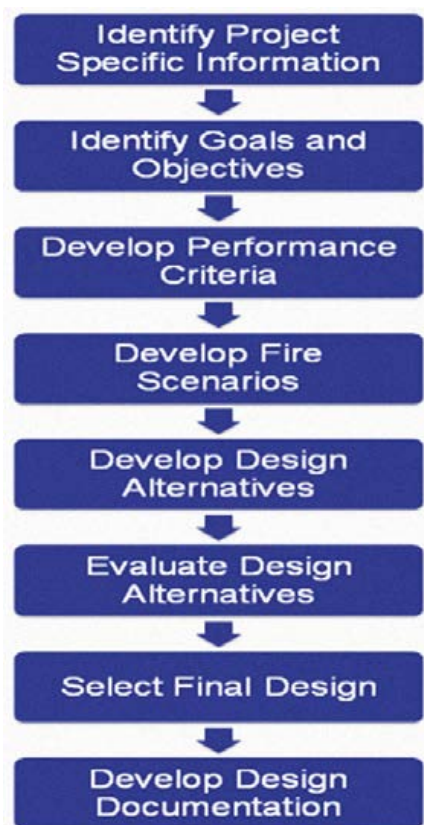 Identify Project
Specific Information
Identify Goals and
Objectives
Develop Performance
Criteria
Develop Fire
Scenarios
Develop Design
Alternatives
Evaluate Design
Alternatives
Select Final Design
Develop Design
Documentation